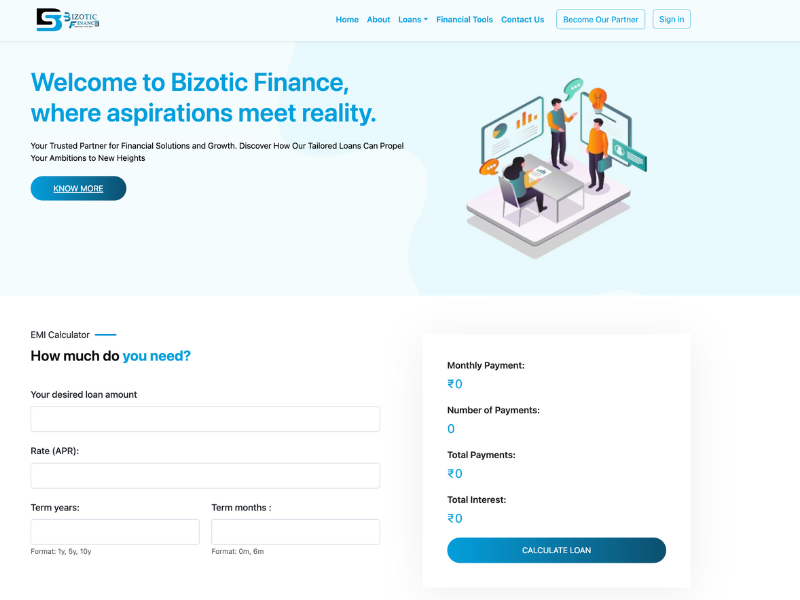 BIZOTIC
FINANCE
Home About Loans Financial Tools Contact Us Become Our Partner Sign in
Welcome to Bizotic Finance,
where aspirations meet reality.
Your Trusted Partner for Financial Solutions and Growth. Discover How Our Tailored Loans Can Propel
Your Ambitions to New Heights
KNOW MORE
EMI Calculator
How much do you need?
Your desired loan amount
Rate (APR):
Term years: Term months :
Format: 1y, 5y, 10y Format: 0m, 6m
Monthly Payment:
₹0
Number of Payments:
0
Total Payments:
₹0
Total Interest:
₹0
CALCULATE LOAN